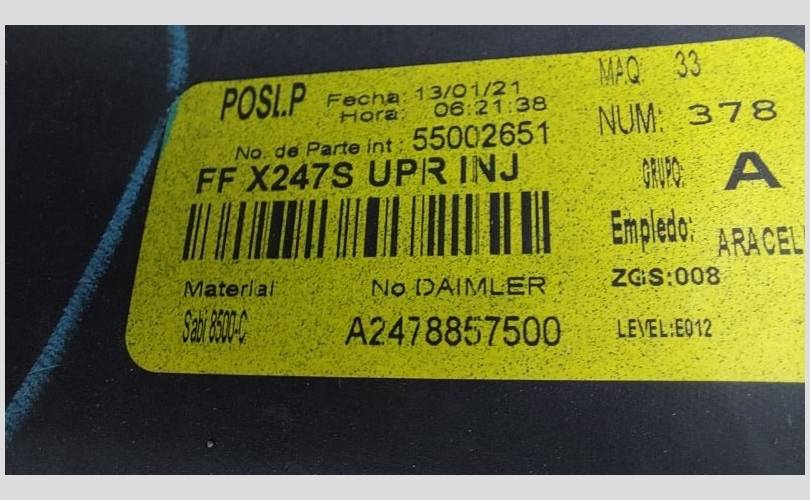 POSI.P
Fecha: 13/01/21
Hora: 06:21:38
No. de Parte int : 55002651
FF X247S UPR INJ
Material
Sabi 8500-C
No DAIMLER :
A2478857500
MAQ: 33
NUM: 378
GRUPO: A
Empledo: ARACEL
ZGS:008
LEVEL:E012